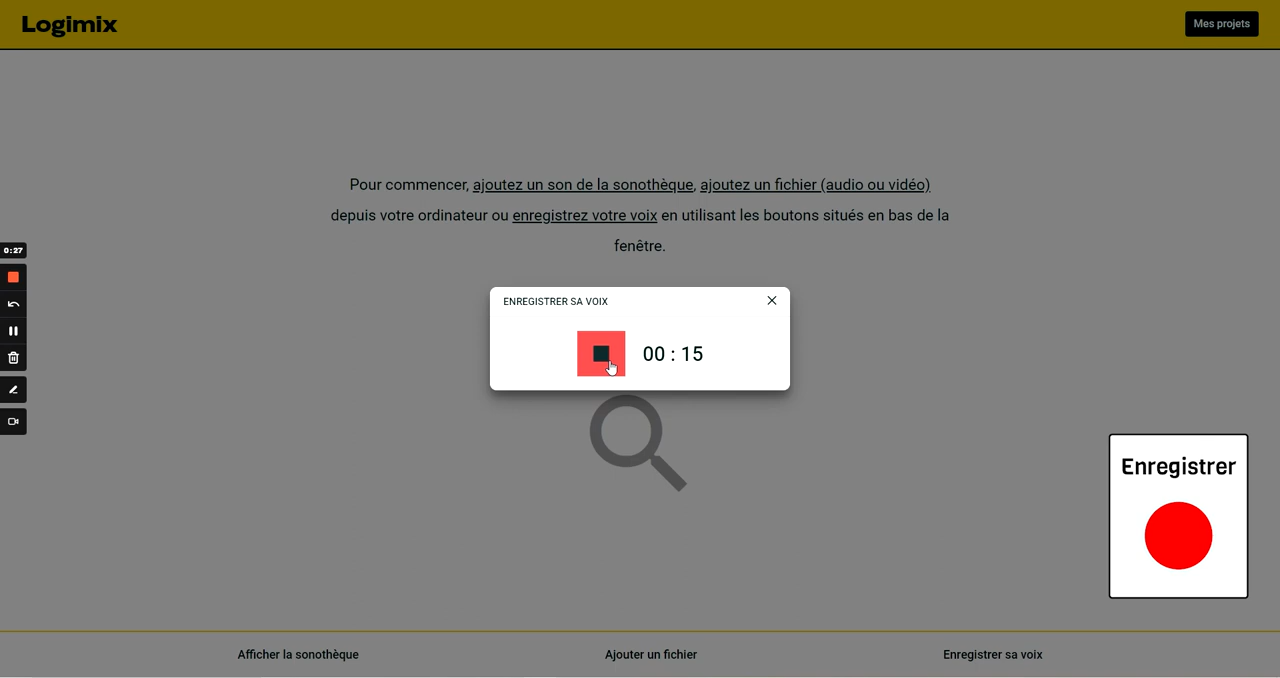 Logimix
Mes projets
Pour commencer, ajoutez un son de la sonothèque, ajoutez un fichier (audio ou vidéo)
depuis votre ordinateur ou enregistrez votre voix en utilisant les boutons situés en bas de la
fenêtre.
0:27
ENREGISTRER SA VOIX
00 : 15
Enregistrer
Afficher la sonothèque
Ajouter un fichier
Enregistrer sa voix